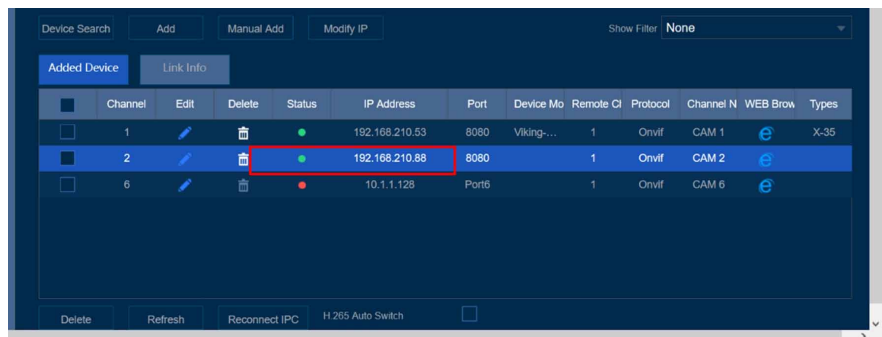 Device Search Add Manual Add Modify IP Show Filter None
Added Device Link Info
Channel Edit Delete Status IP Address Port Device Mo Remote Cl Protocol Channel N WEB Brow Types
1 192.168.210.53 8080 Viking-... 1 Onvif CAM 1 X-35
2 192.168.210.88 8080 1 Onvif CAM 2
6 10.1.1.128 Port6 1 Onvif CAM 6
Delete Refresh Reconnect IPC H.265 Auto Switch